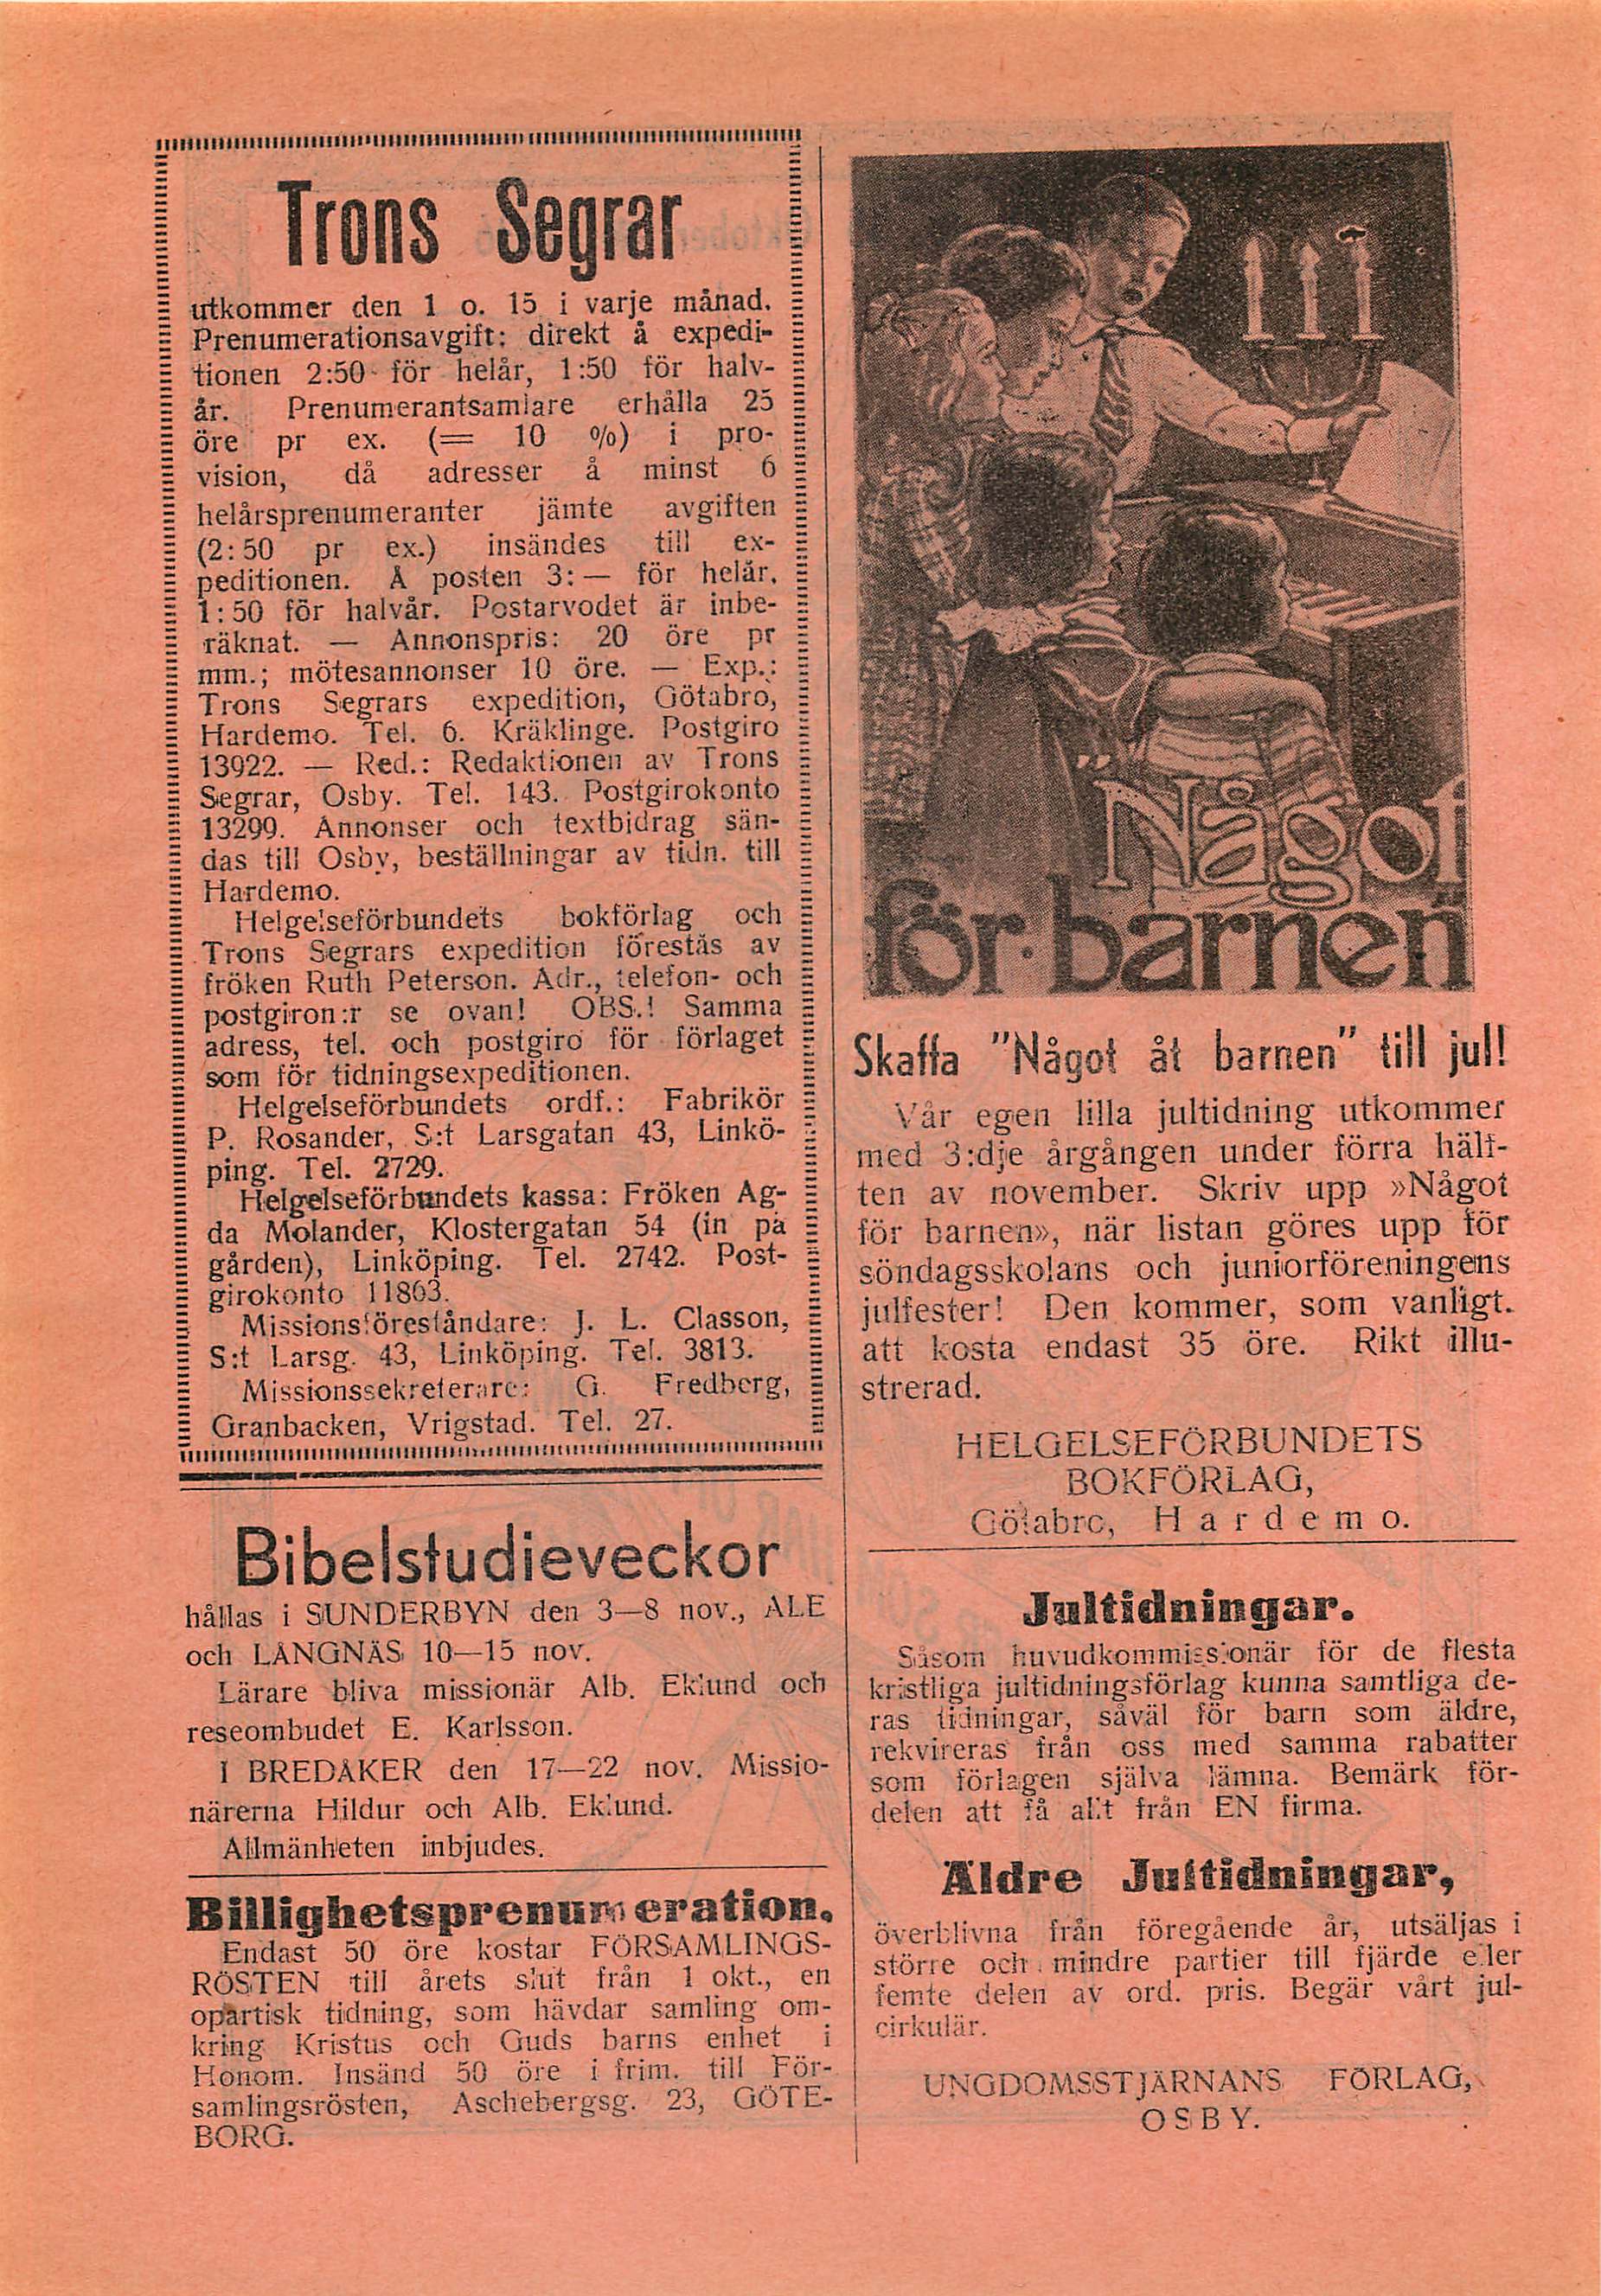 Trons Segrar
utkommer den 1 o. 15 i varje månad.
Prenumerationsavgift: direkt å expedi-
tionen 2:50 för helår, 1:50 för halv-
år. Prenumerantsamlare erhålla 25
öre pr ex. (= 10 %) i pro-
vision, då adresser å minst 6
helårsprenumeranter jämte avgiften
(2:50 pr ex.) insändes till ex-
peditionen. Å posten 3:— för helår,
1:50 för halvår. Postarvodet är inbe-
räknat. — Annonspris: 20 öre pr
mm.; mötesannonser 10 öre. — Exp.:
Trons Segrars expedition, Götabro,
Hardemo. Tel. 6. Kräklinge. Postgiro
13922. — Red.: Redaktionen av Trons
Segrar, Osby. Tel. 143. Postgirokonto
13299. Annonser och textbidrag sän-
das till Osby, beställningar av tidn. till
Hardemo.
Helgelseförbundets bokförlag och
Trons Segrars expedition förestås av
fröken Ruth Peterson. Adr., telefon- och
postgiron:r se ovan! OBS.! Samma
adress, tel. och postgiro för förlaget
som för tidningsexpeditionen.
Helgelseförbundets ordf.: Fabrikör
P. Rosander, S:t Larsgatan 43, Linkö-
ping. Tel. 2729.
Helgelseförbundets kassa: Fröken Ag-
da Molander, Klostergatan 54 (in på
gården), Linköping. Tel. 2742. Post-
girokonto 11863.
Missionsföreståndare: J. L. Classon,
S:t Larsg. 43, Linköping. Tel. 3813.
Missionssekreterare: G. Fredberg,
Granbacken, Vrigstad. Tel. 27.
Bibelstudieveckor
hållas i SUNDERBYN den 3—8 nov., ALE
och LÅNGNÄS 10—15 nov.
Lärare bliva missionär Alb. Eklund och
reseombudet E. Karlsson.
I BREDÅKER den 17—22 nov. Missio-
närerna Hildur och Alb. Eklund.
Allmänheten inbjudes.
Billighetsprenumeration.
Endast 50 öre kostar FÖRSAMLINGS-
RÖSTEN till årets slut från 1 okt., en
opartisk tidning, som hävdar samling om-
kring Kristus och Guds barns enhet i
Honom. Insänd 50 öre i frim. till För-
samlingsrösten, Aschebergsg. 23, GÖTE-
BORG.
"Något
för barnen
Skaffa "Något åt barnen" till jul!
Vår egen lilla jultidning utkommer
med 3:dje årgången under förra hälf-
ten av november. Skriv upp »Något
för barnen», när listan göres upp för
söndagsskolans och juniorföreningens
julfester! Den kommer, som vanligt.
att kosta endast 35 öre. Rikt illu-
strerad.
HELGELSEFÖRBUNDETS
BOKFÖRLAG,
Götabro, Hardemo.
Jultidningar.
Såsom huvudkommissionär för de flesta
kristliga jultidningsförlag kunna samtliga de-
ras tidningar, såväl för barn som äldre,
rekvireras från oss med samma rabatter
som förlagen själva lämna. Bemärk för-
delen att få allt från EN firma.
Äldre Jultidningar,
överblivna från föregående år, utsäljas i
större och mindre partier till fjärde eller
femte delen av ord. pris. Begär vårt jul-
cirkulär.
UNGDOMSSTJÄRNANS FÖRLAG,
OSBY.